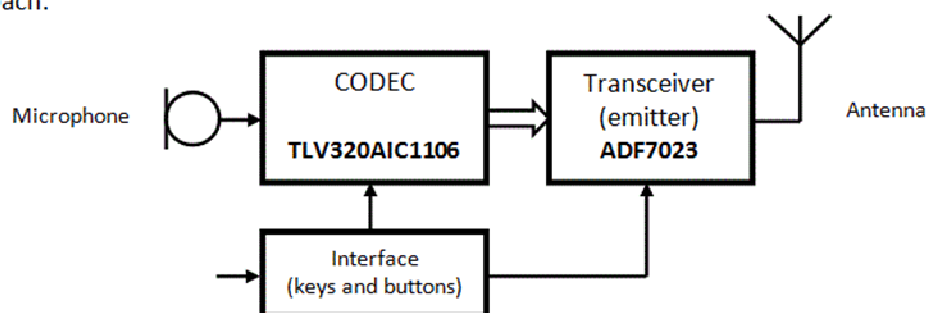 CODEC
Transceiver
(emitter)
Microphone
Antenna
TLV320AIC1106
ADF7023
Interface
(keys and buttons)